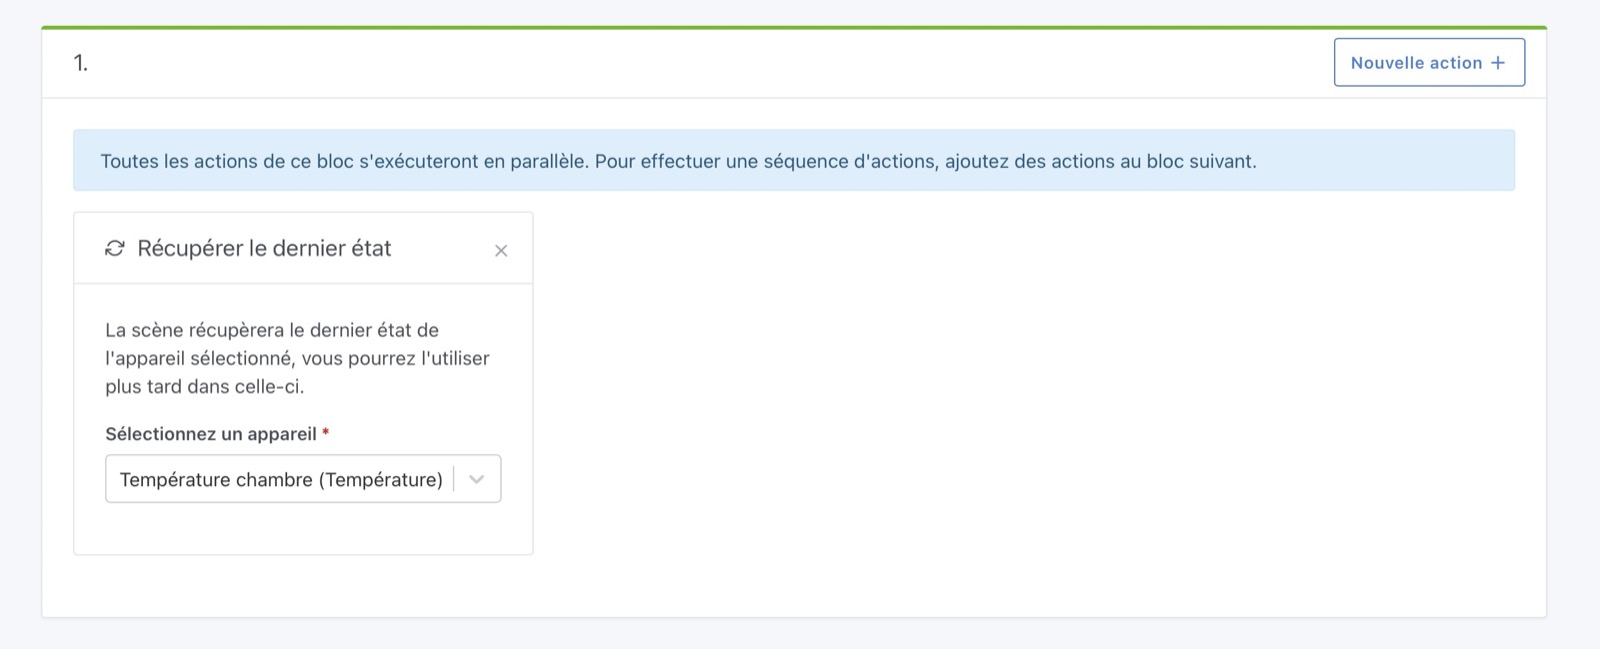 1.
Nouvelle action +
Toutes les actions de ce bloc s'exécuteront en parallèle. Pour effectuer une séquence d'actions, ajoutez des actions au bloc suivant.
Récupérer le dernier état
La scène récupèrera le dernier état de
l'appareil sélectionné, vous pourrez l'utiliser
plus tard dans celle-ci.
Sélectionnez un appareil *
Température chambre (Température)